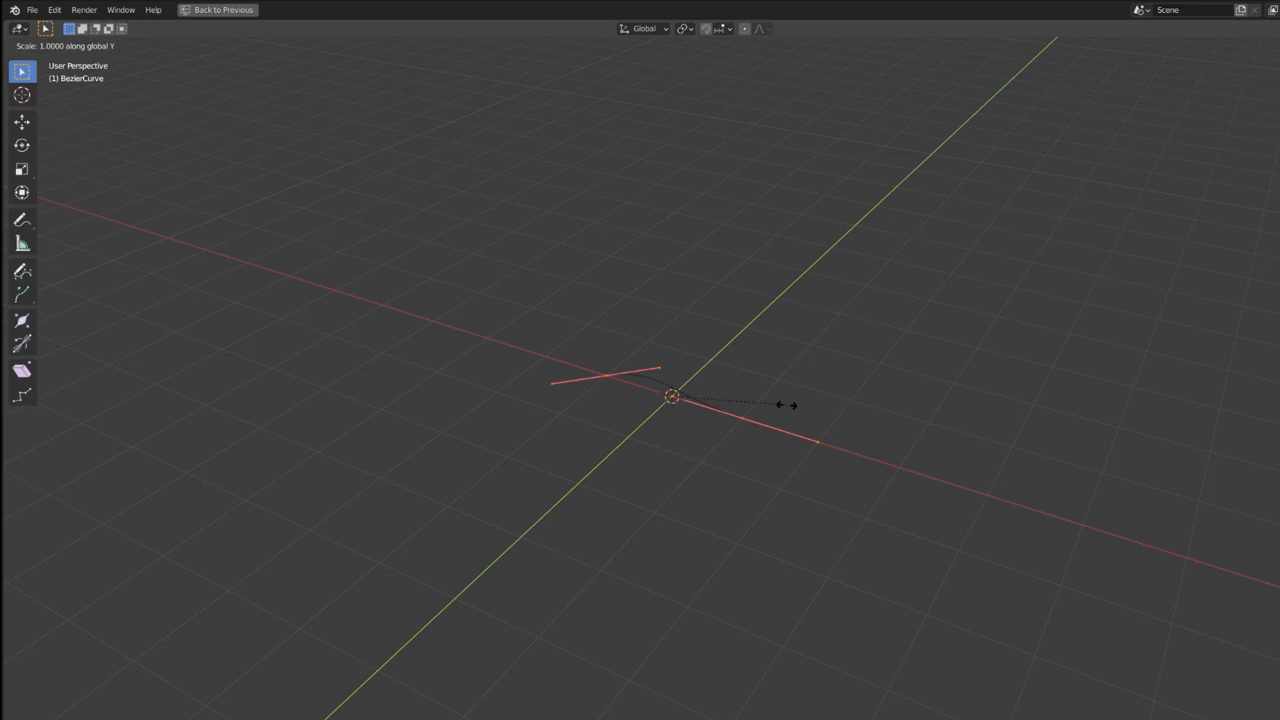 File Edit Render Window Help Back to Previous Scene
Global
Scale: 1.0000 along global Y
User Perspective
(1) BezierCurve